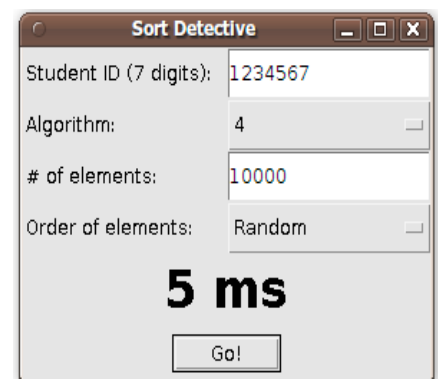 Sort Detective
Student ID (7 digits): 1234567
Algorithm: 4
# of elements: 10000
Order of elements: Random
5 ms
Go!